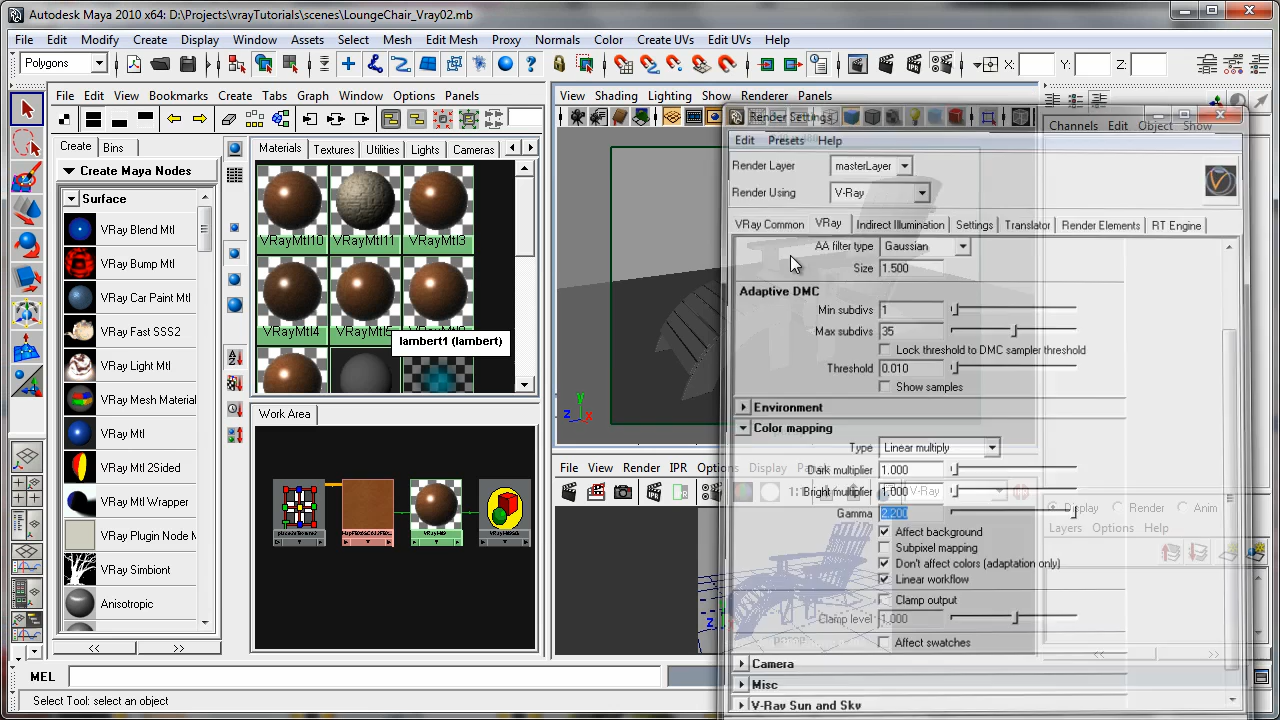 Autodesk Maya 2010 x64: D:\Projects\vrayTutorials\scenes\LoungeChair_Vray02.mb
File Edit Modify Create Display Window Assets Select Mesh Edit Mesh Proxy Normals Color Create UVs Edit UVs Help
Polygons X: Y: Z:
File Edit View Bookmarks Create Tabs Graph Window Options Panels
View Shading Lighting Show Renderer Panels
Create Bins
Create Maya Nodes
Surface
VRay Blend Mtl
VRay Bump Mtl
VRay Car Paint Mtl
VRay Fast SSS2
VRay Light Mtl
VRay Mesh Material
VRay Mtl
VRay Mtl 2Sided
VRay Mtl Wrapper
VRay Plugin Node
VRay Simbiont
Anisotropic
Materials Textures Utilities Lights Cameras
VRayMtl10 VRayMtl11 VRayMtl3
VRayMtl4
lambert1 (lambert)
Work Area
Render Settings
Edit Presets Help
Channels Edit Object Show
Render Layer masterLayer
Render Using V-Ray
VRay Common VRay Indirect Illumination Settings Translator Render Elements RT Engine
AA filter type Gaussian
Size 1.500
Adaptive DMC
Min subdivs 1
Max subdivs 35
Lock threshold to DMC sampler threshold
Threshold 0.010
Show samples
Environment
Color mapping
Type Linear multiply
Dark multiplier 1.000
Bright multiplier 1.000
Gamma 2.200
Affect background
Subpixel mapping
Don't affect colors (adaptation only)
Linear workflow
Clamp output
Clamp level 1.000
Affect swatches
Camera
Misc
V-Ray Sun and Sky
File View Render IPR Options Display Panels
1:1 V-Ray
Display Render Anim
Layers Options Help
z y x
z
persp
MEL
Select Tool: select an object